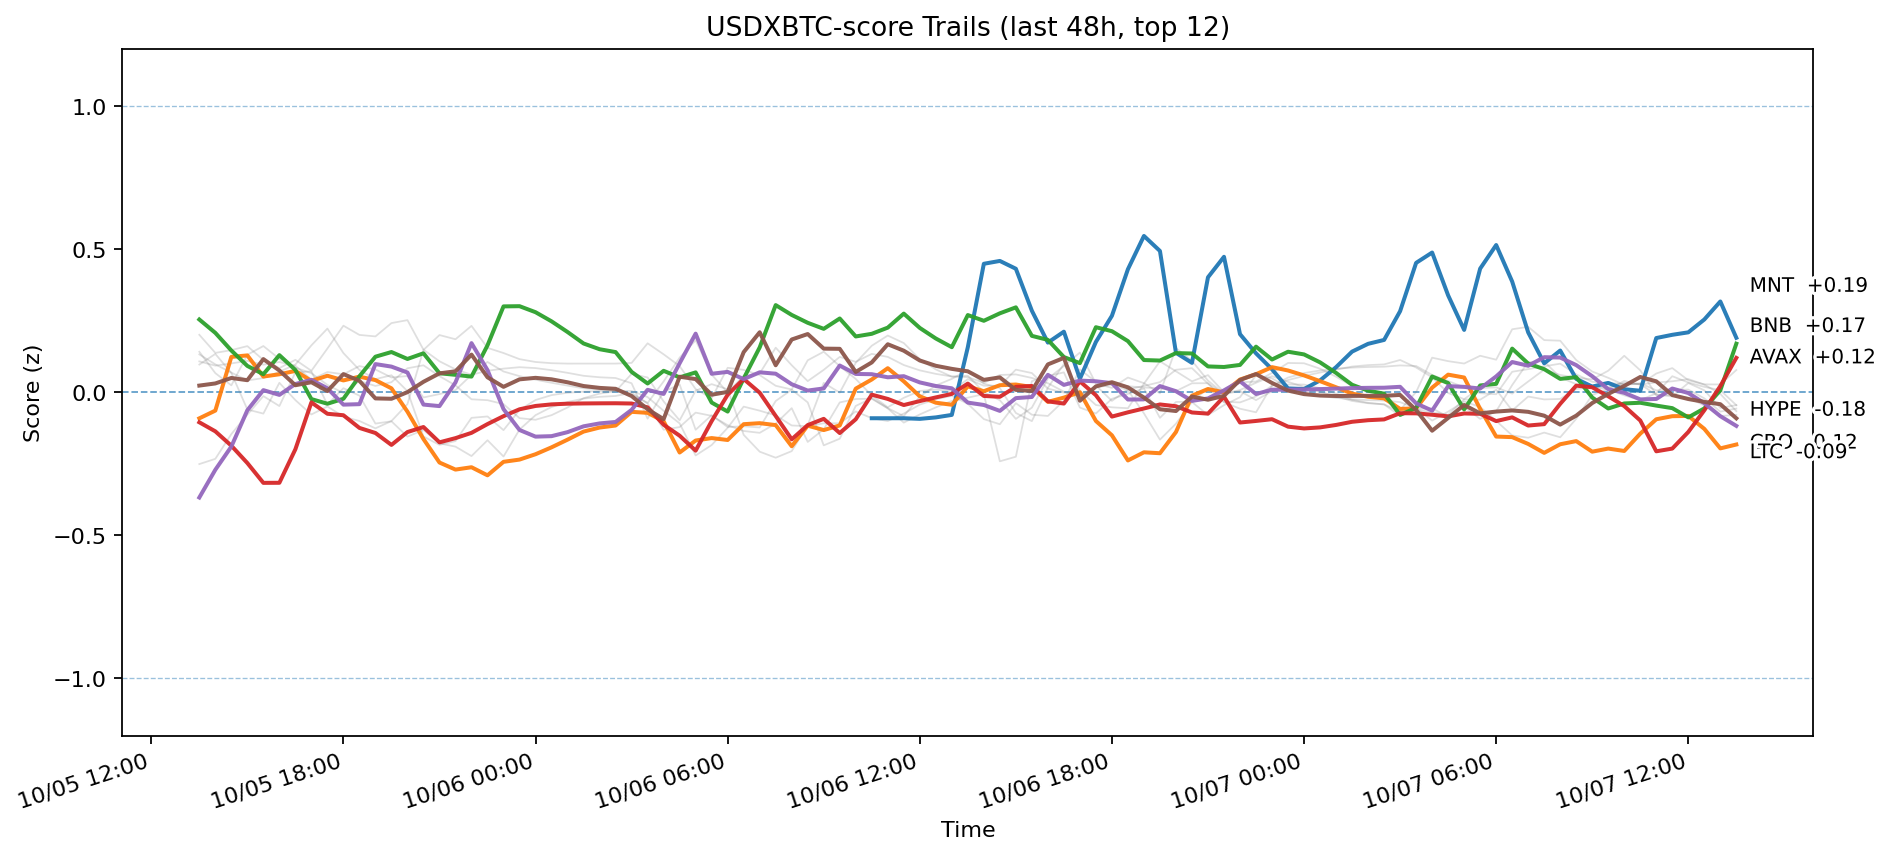 USDXBTC-score Trails (last 48h, top 12)
Score (z)
1.0
0.5
0.0
−0.5
−1.0
MNT +0.19
BNB +0.17
AVAX +0.12
HYPE -0.18
CRO -0.12
LTC -0.09
10/05 12:00
10/05 18:00
10/06 00:00
10/06 06:00
10/06 12:00
10/06 18:00
10/07 00:00
10/07 06:00
10/07 12:00
Time